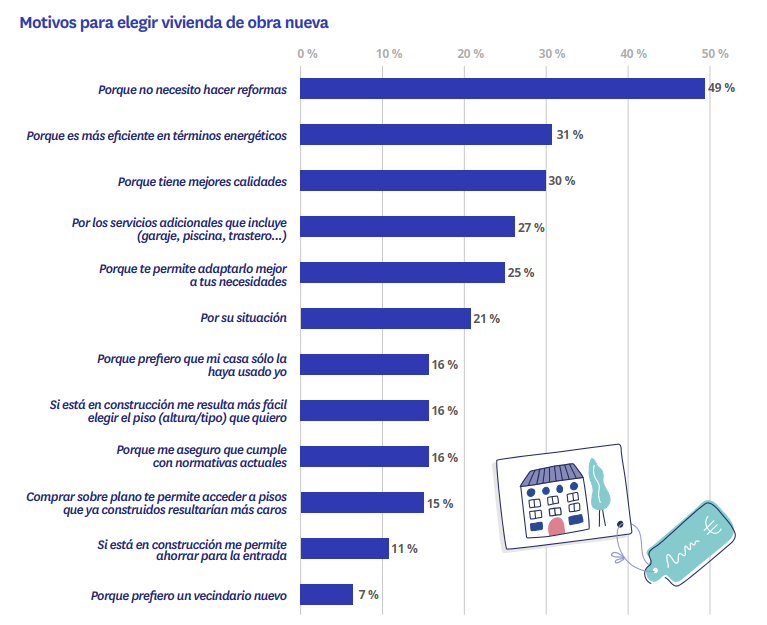 Motivos para elegir vivienda de obra nueva
0 % 10 % 20 % 30 % 40 % 50 %
Porque no necesito hacer reformas 49 %
Porque es más eficiente en términos energéticos 31 %
Porque tiene mejores calidades 30 %
Por los servicios adicionales que incluye
(garaje, piscina, trastero...) 27 %
Porque te permite adaptarlo mejor
a tus necesidades 25 %
Por su situación 21 %
Porque prefiero que mi casa sólo la
haya usado yo 16 %
Si está en construcción me resulta más fácil
elegir el piso (altura/tipo) que quiero 16 %
Porque me aseguro que cumple
con normativas actuales 16 %
Comprar sobre plano te permite acceder a pisos
que ya construidos resultarían más caros 15 %
Si está en construcción me permite
ahorrar para la entrada 11 %
Porque prefiero un vecindario nuevo 7 %
€